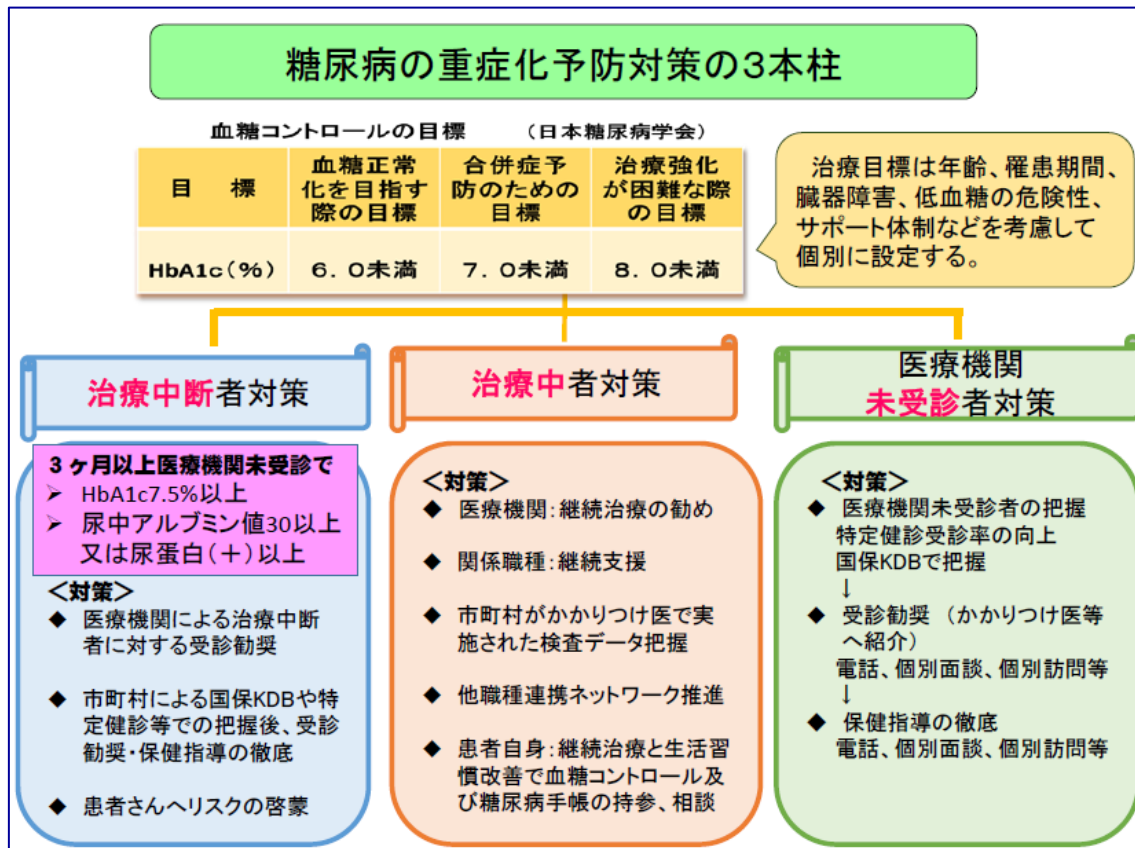 糖尿病の重症化予防対策の3本柱
血糖コントロールの目標 （日本糖尿病学会）
目 標
血糖正常
化を目指す
際の目標
合併症予
防のための
目標
治療強化
が困難な際
の目標
HbA1c（%）
6．0未満
7．0未満
8．0未満
治療目標は年齢、罹患期間、
臓器障害、低血糖の危険性、
サポート体制などを考慮して
個別に設定する。
治療中断者対策
3ヶ月以上医療機関未受診で
➢ HbA1c7.5%以上
➢ 尿中アルブミン値30以上
又は尿蛋白（＋）以上
＜対策＞
◆ 医療機関による治療中断
者に対する受診勧奨
◆ 市町村による国保KDBや特
定健診等での把握後、受診
勧奨・保健指導の徹底
◆ 患者さんへリスクの啓蒙
治療中者対策
＜対策＞
◆ 医療機関：継続治療の勧め
◆ 関係職種：継続支援
◆ 市町村がかかりつけ医で実
施された検査データ把握
◆ 他職種連携ネットワーク推進
◆ 患者自身：継続治療と生活習
慣改善で血糖コントロール及
び糖尿病手帳の持参、相談
医療機関
未受診者対策
＜対策＞
◆ 医療機関未受診者の把握
特定健診受診率の向上
国保KDBで把握
↓
◆ 受診勧奨 （かかりつけ医等
へ紹介）
電話、個別面談、個別訪問等
↓
◆ 保健指導の徹底
電話、個別面談、個別訪問等